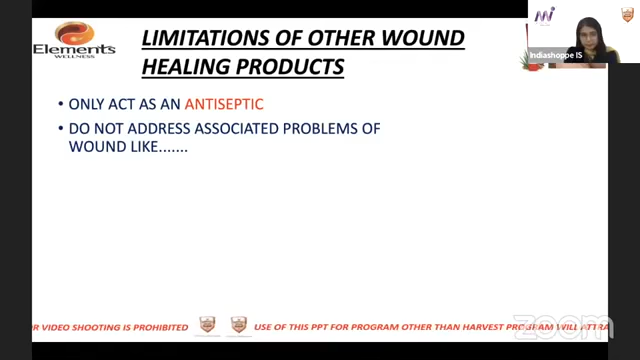 Elements
WELLNESS
LIMITATIONS OF OTHER WOUND
HEALING PRODUCTS
• ONLY ACT AS AN ANTISEPTIC
• DO NOT ADDRESS ASSOCIATED PROBLEMS OF
WOUND LIKE.......
Indiashoppe IS
OR VIDEO SHOOTING IS PROHIBITED USE OF THIS PPT FOR PROGRAM OTHER THAN HARVEST PROGRAM WILL ATTRA
zoom